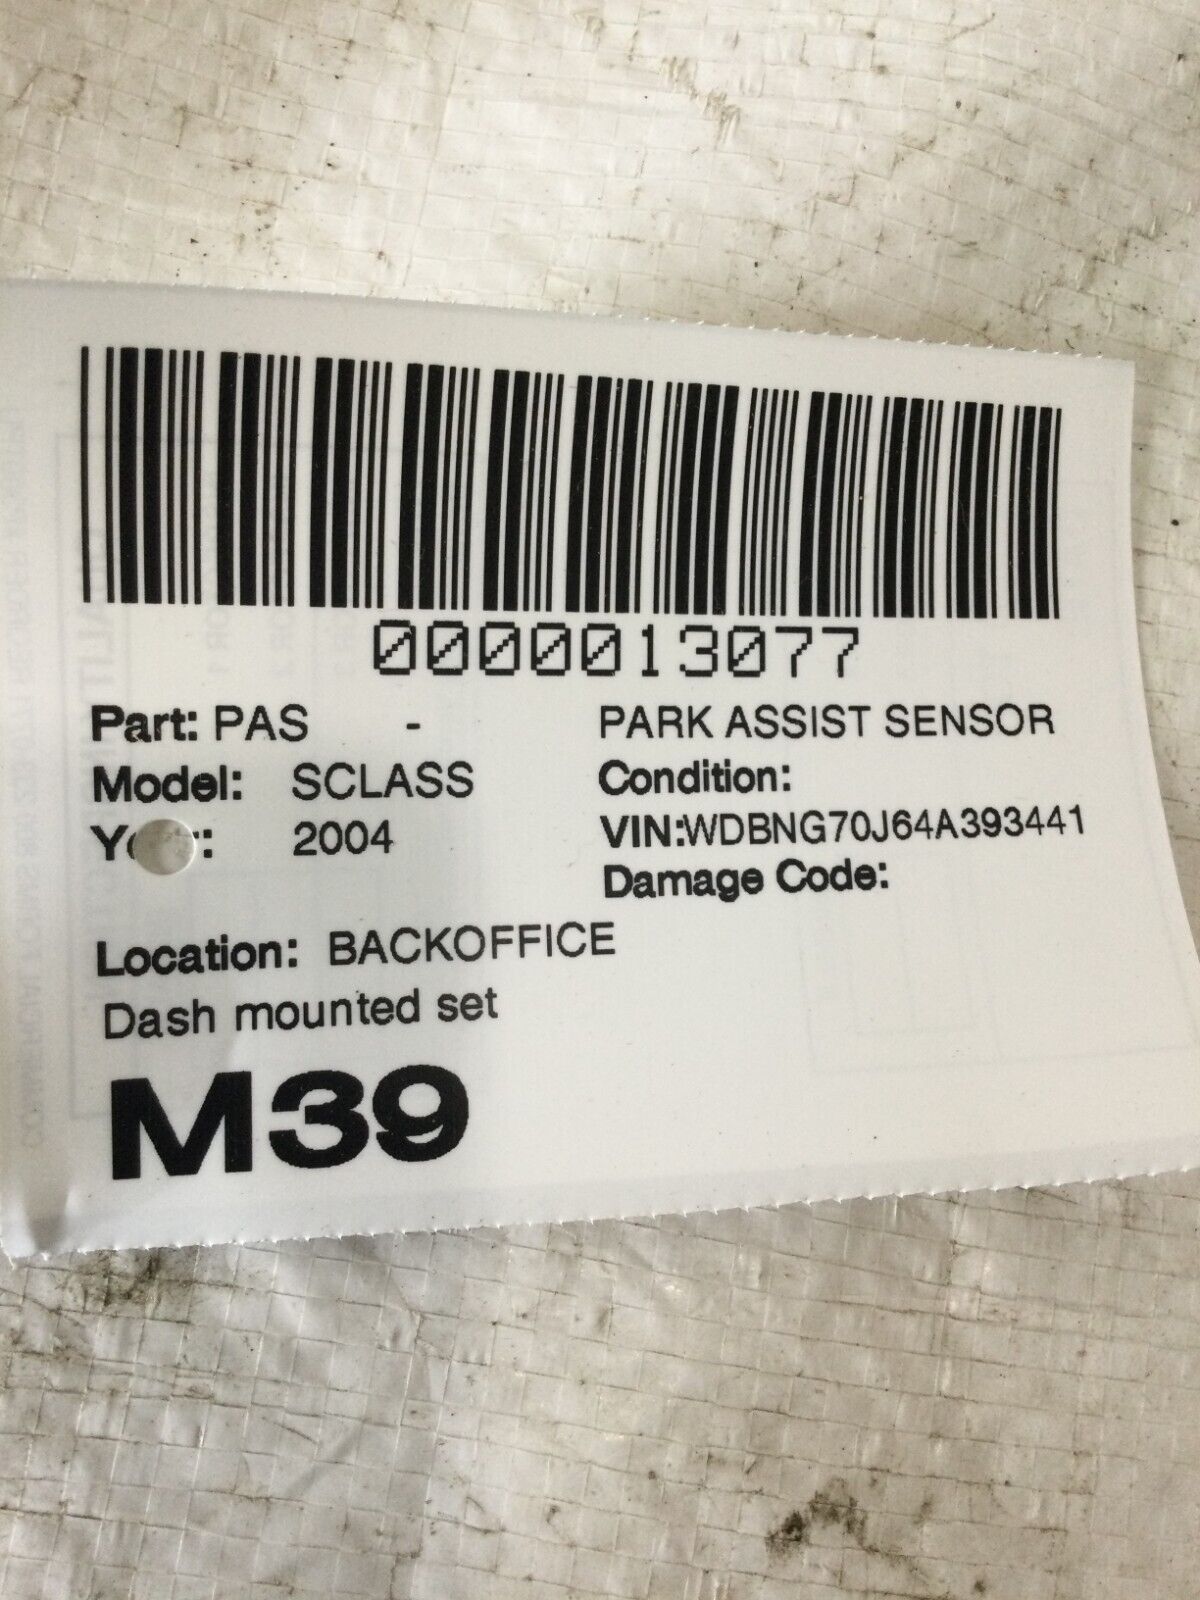 0000013077
Part: PAS - PARK ASSIST SENSOR
Model: SCLASS Condition:
2004 VIN:WDBNG70J64A393441
Damage Code:
Location: BACKOFFICE
Dash mounted set
M39